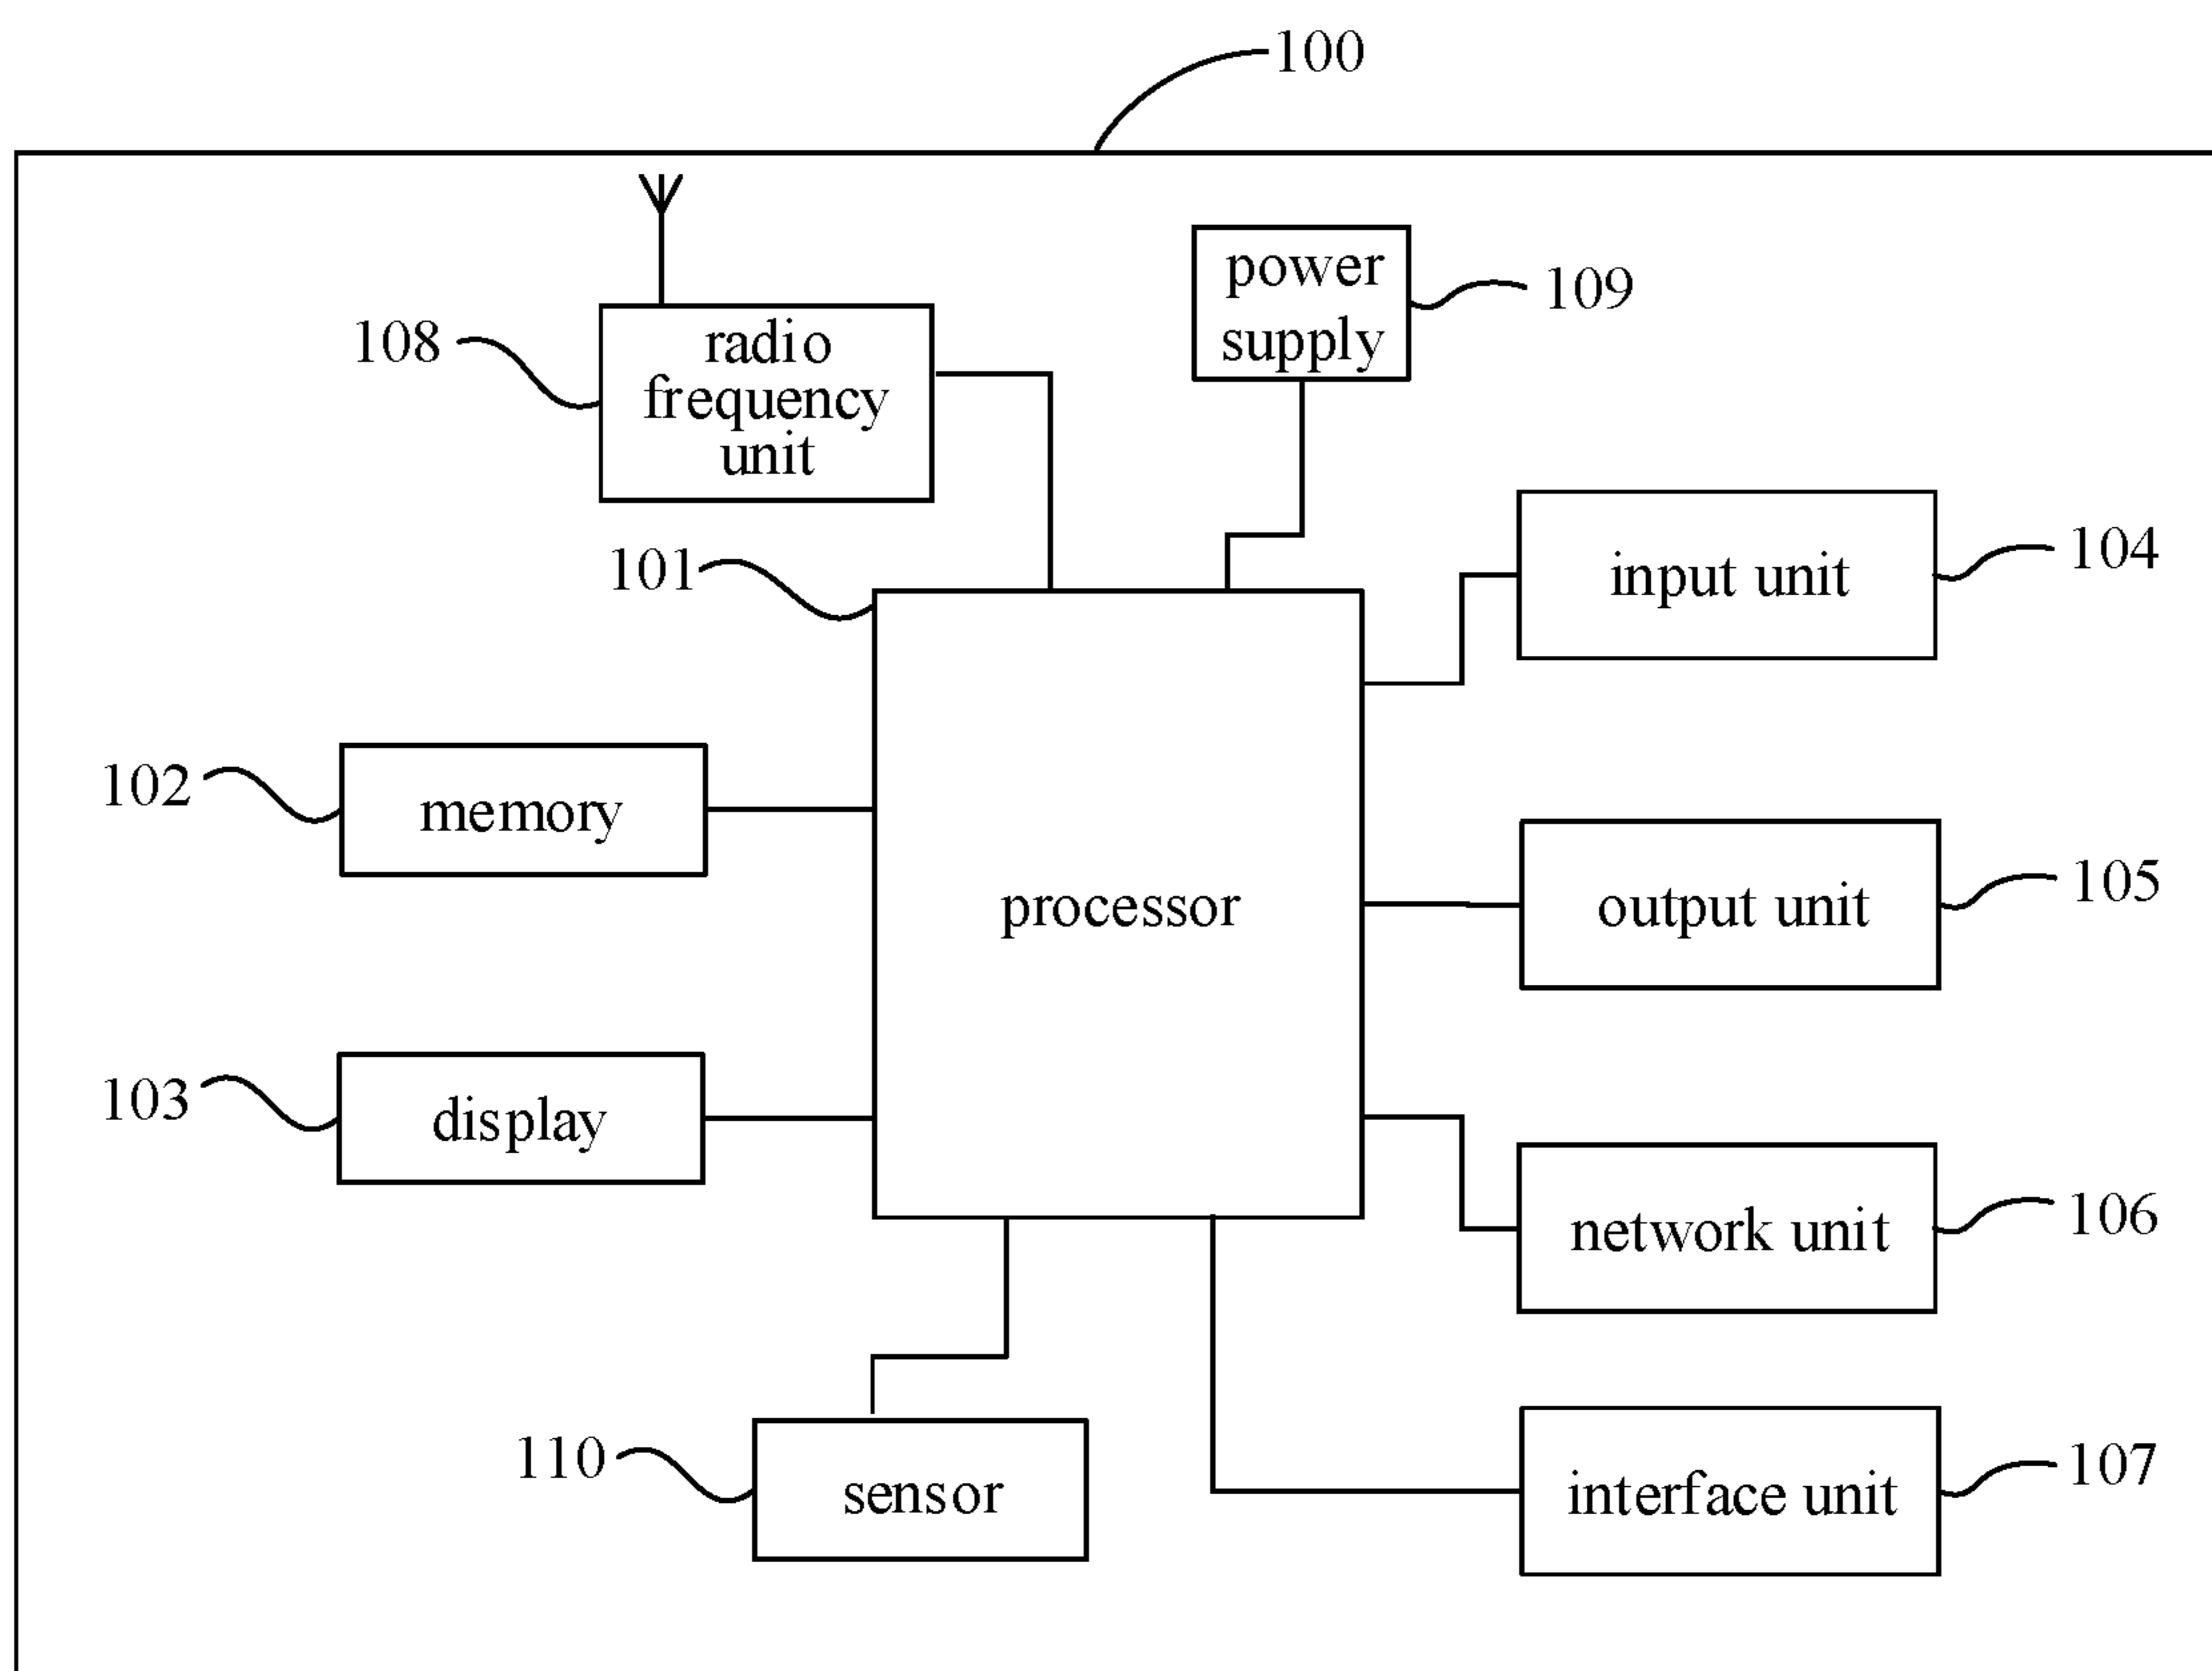 100
108
radio
frequency
unit
power
supply
109
101
processor
input unit
104
102
memory
output unit
105
103
display
network unit
106
110
sensor
interface unit
107